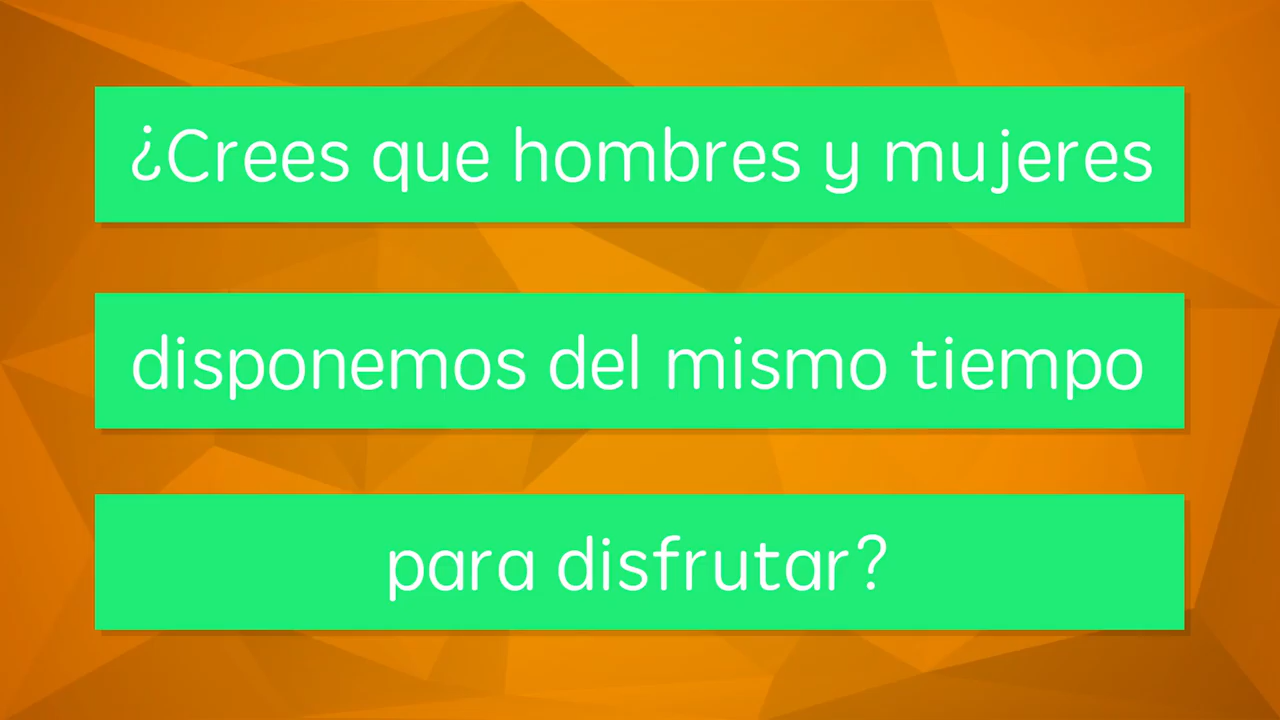 ¿Crees que hombres y mujeres
disponemos del mismo tiempo
para disfrutar?